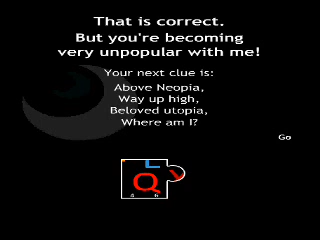 That is correct.
But you're becoming
very unpopular with me!
Your next clue is:
Above Neopia,
Way up high,
Beloved utopia,
Where am I?
Go
L
Q